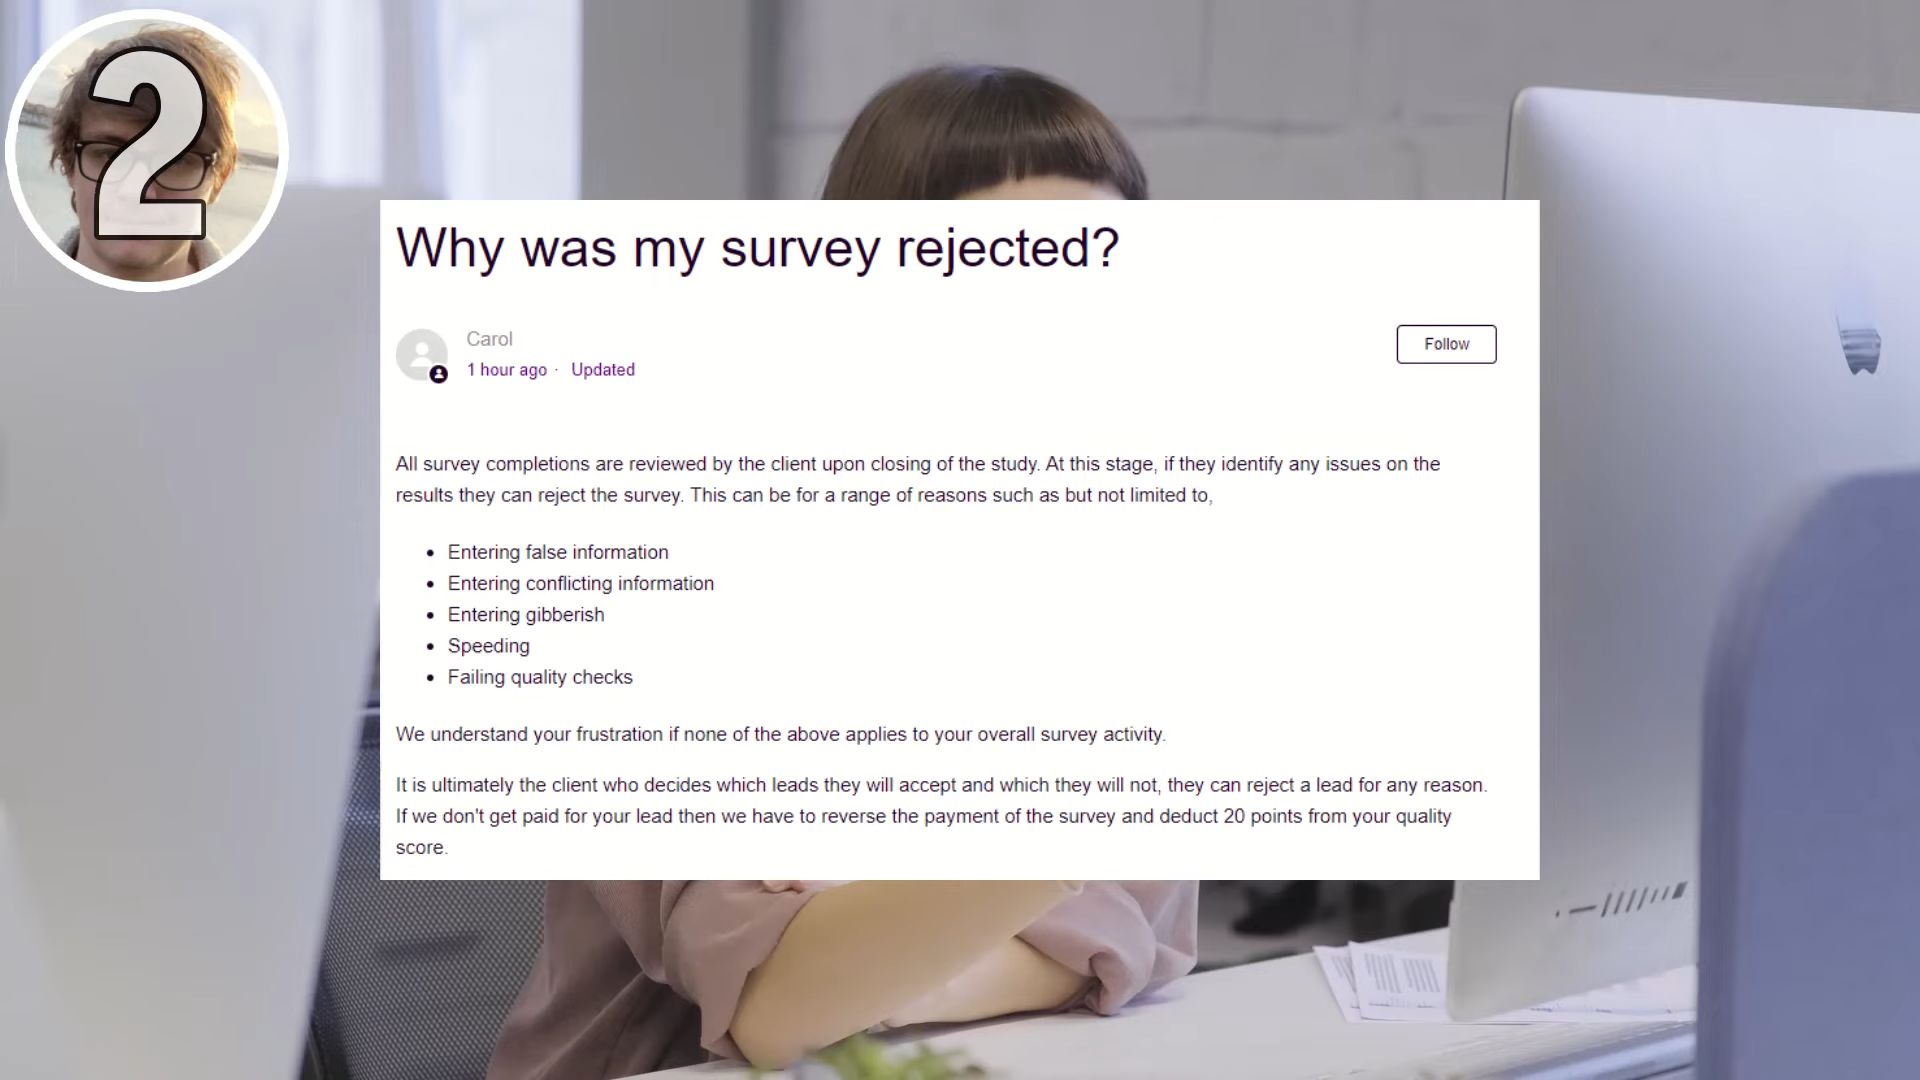 2
Why was my survey rejected?
Carol
1 hour ago · Updated
Follow
All survey completions are reviewed by the client upon closing of the study. At this stage, if they identify any issues on the
results they can reject the survey. This can be for a range of reasons such as but not limited to,
• Entering false information
• Entering conflicting information
• Entering gibberish
• Speeding
• Failing quality checks
We understand your frustration if none of the above applies to your overall survey activity.
It is ultimately the client who decides which leads they will accept and which they will not, they can reject a lead for any reason.
If we don't get paid for your lead then we have to reverse the payment of the survey and deduct 20 points from your quality
score.